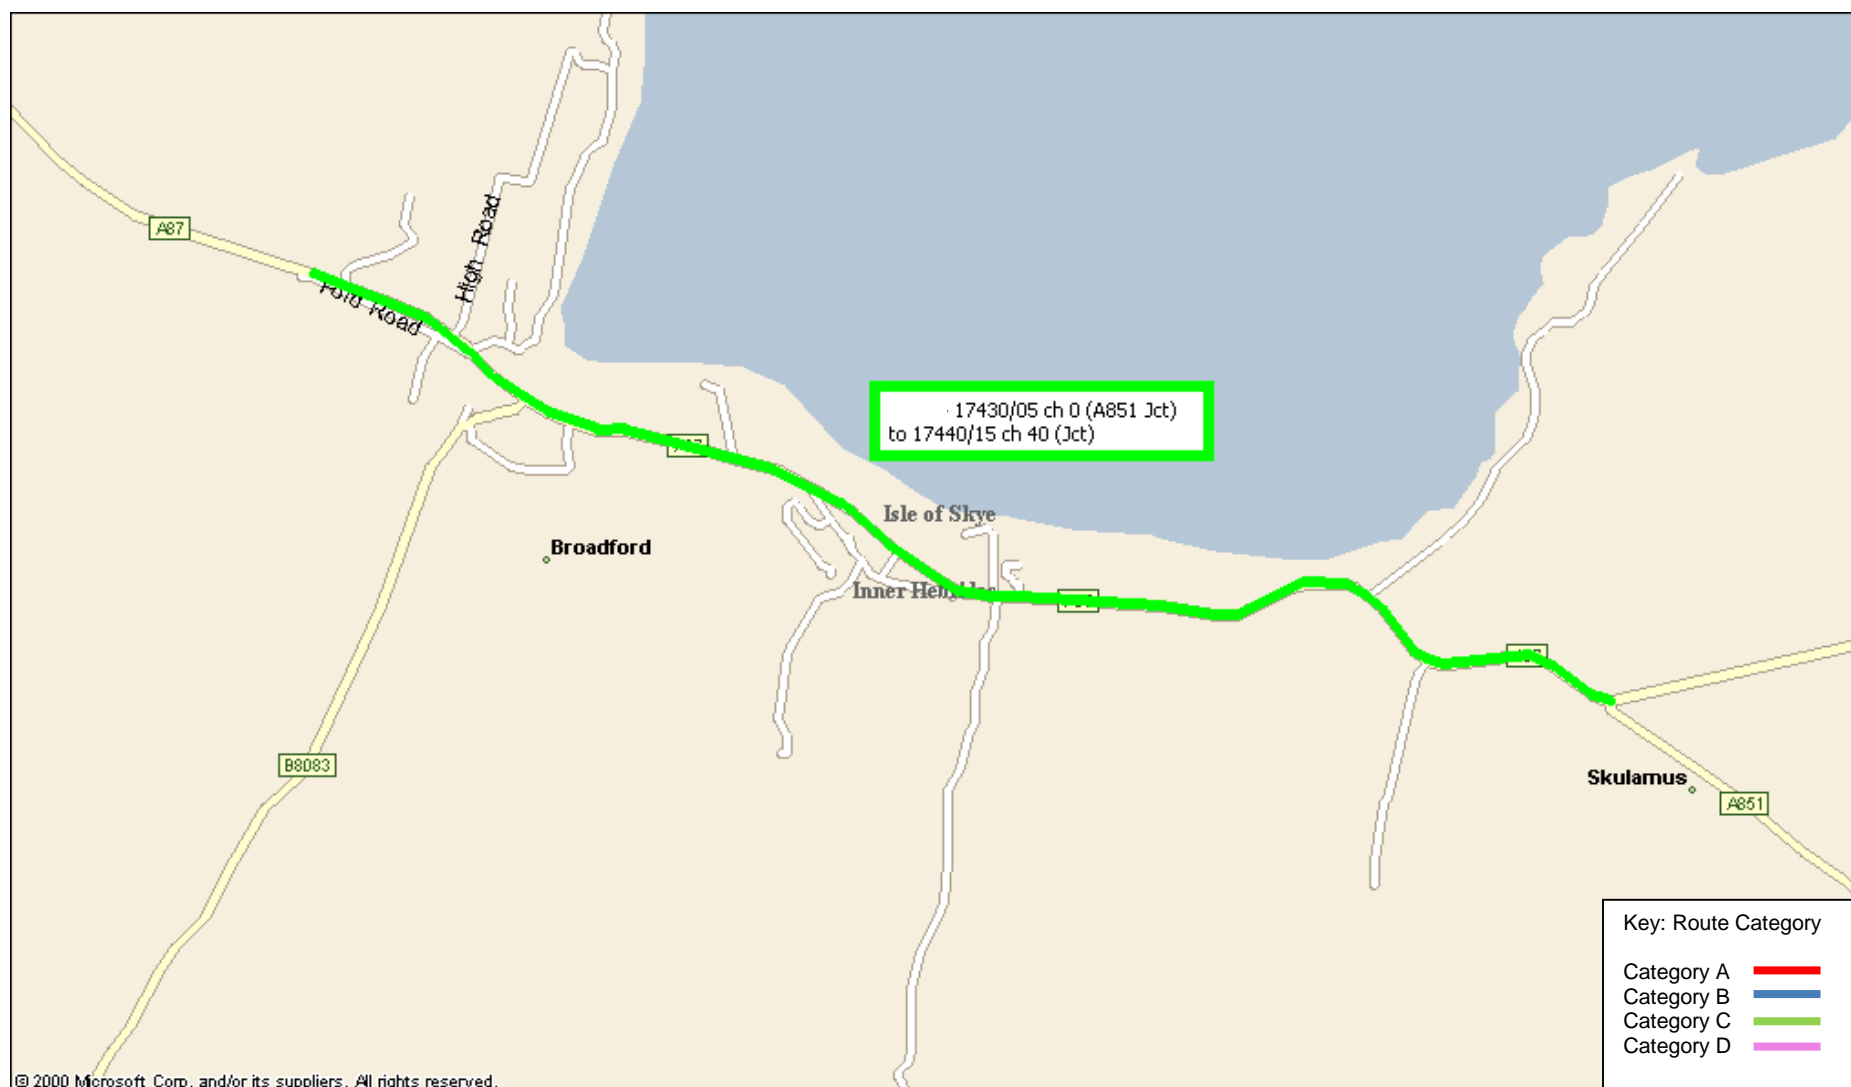 A87
High Road
Ford Road
17430/05 ch 0 (A851 Jct)
to 17440/15 ch 40 (Jct)
Isle of Skye
Broadford
Inner Hebrides
B8083
Skulamus
A851
Key: Route Category
Category A
Category B
Category C
Category D
© 2000 Microsoft Corp. and/or its suppliers. All rights reserved.